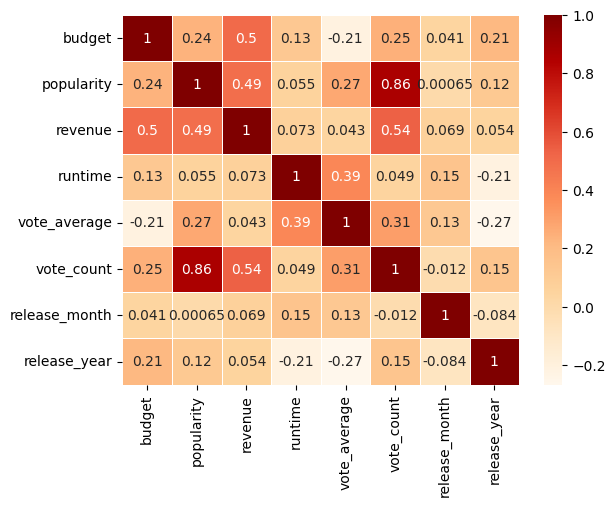 budget 1 0.24 0.5 0.13 -0.21 0.25 0.041 0.21
popularity 0.24 1 0.49 0.055 0.27 0.86 0.00065 0.12
revenue 0.5 0.49 1 0.073 0.043 0.54 0.069 0.054
runtime 0.13 0.055 0.073 1 0.39 0.049 0.15 -0.21
vote_average -0.21 0.27 0.043 0.39 1 0.31 0.13 -0.27
vote_count 0.25 0.86 0.54 0.049 0.31 1 -0.012 0.15
release_month 0.041 0.00065 0.069 0.15 0.13 -0.012 1 -0.084
release_year 0.21 0.12 0.054 -0.21 -0.27 0.15 -0.084 1
budget
popularity
revenue
runtime
vote_average
vote_count
release_month
release_year
1.0
0.8
0.6
0.4
0.2
0.0
−0.2